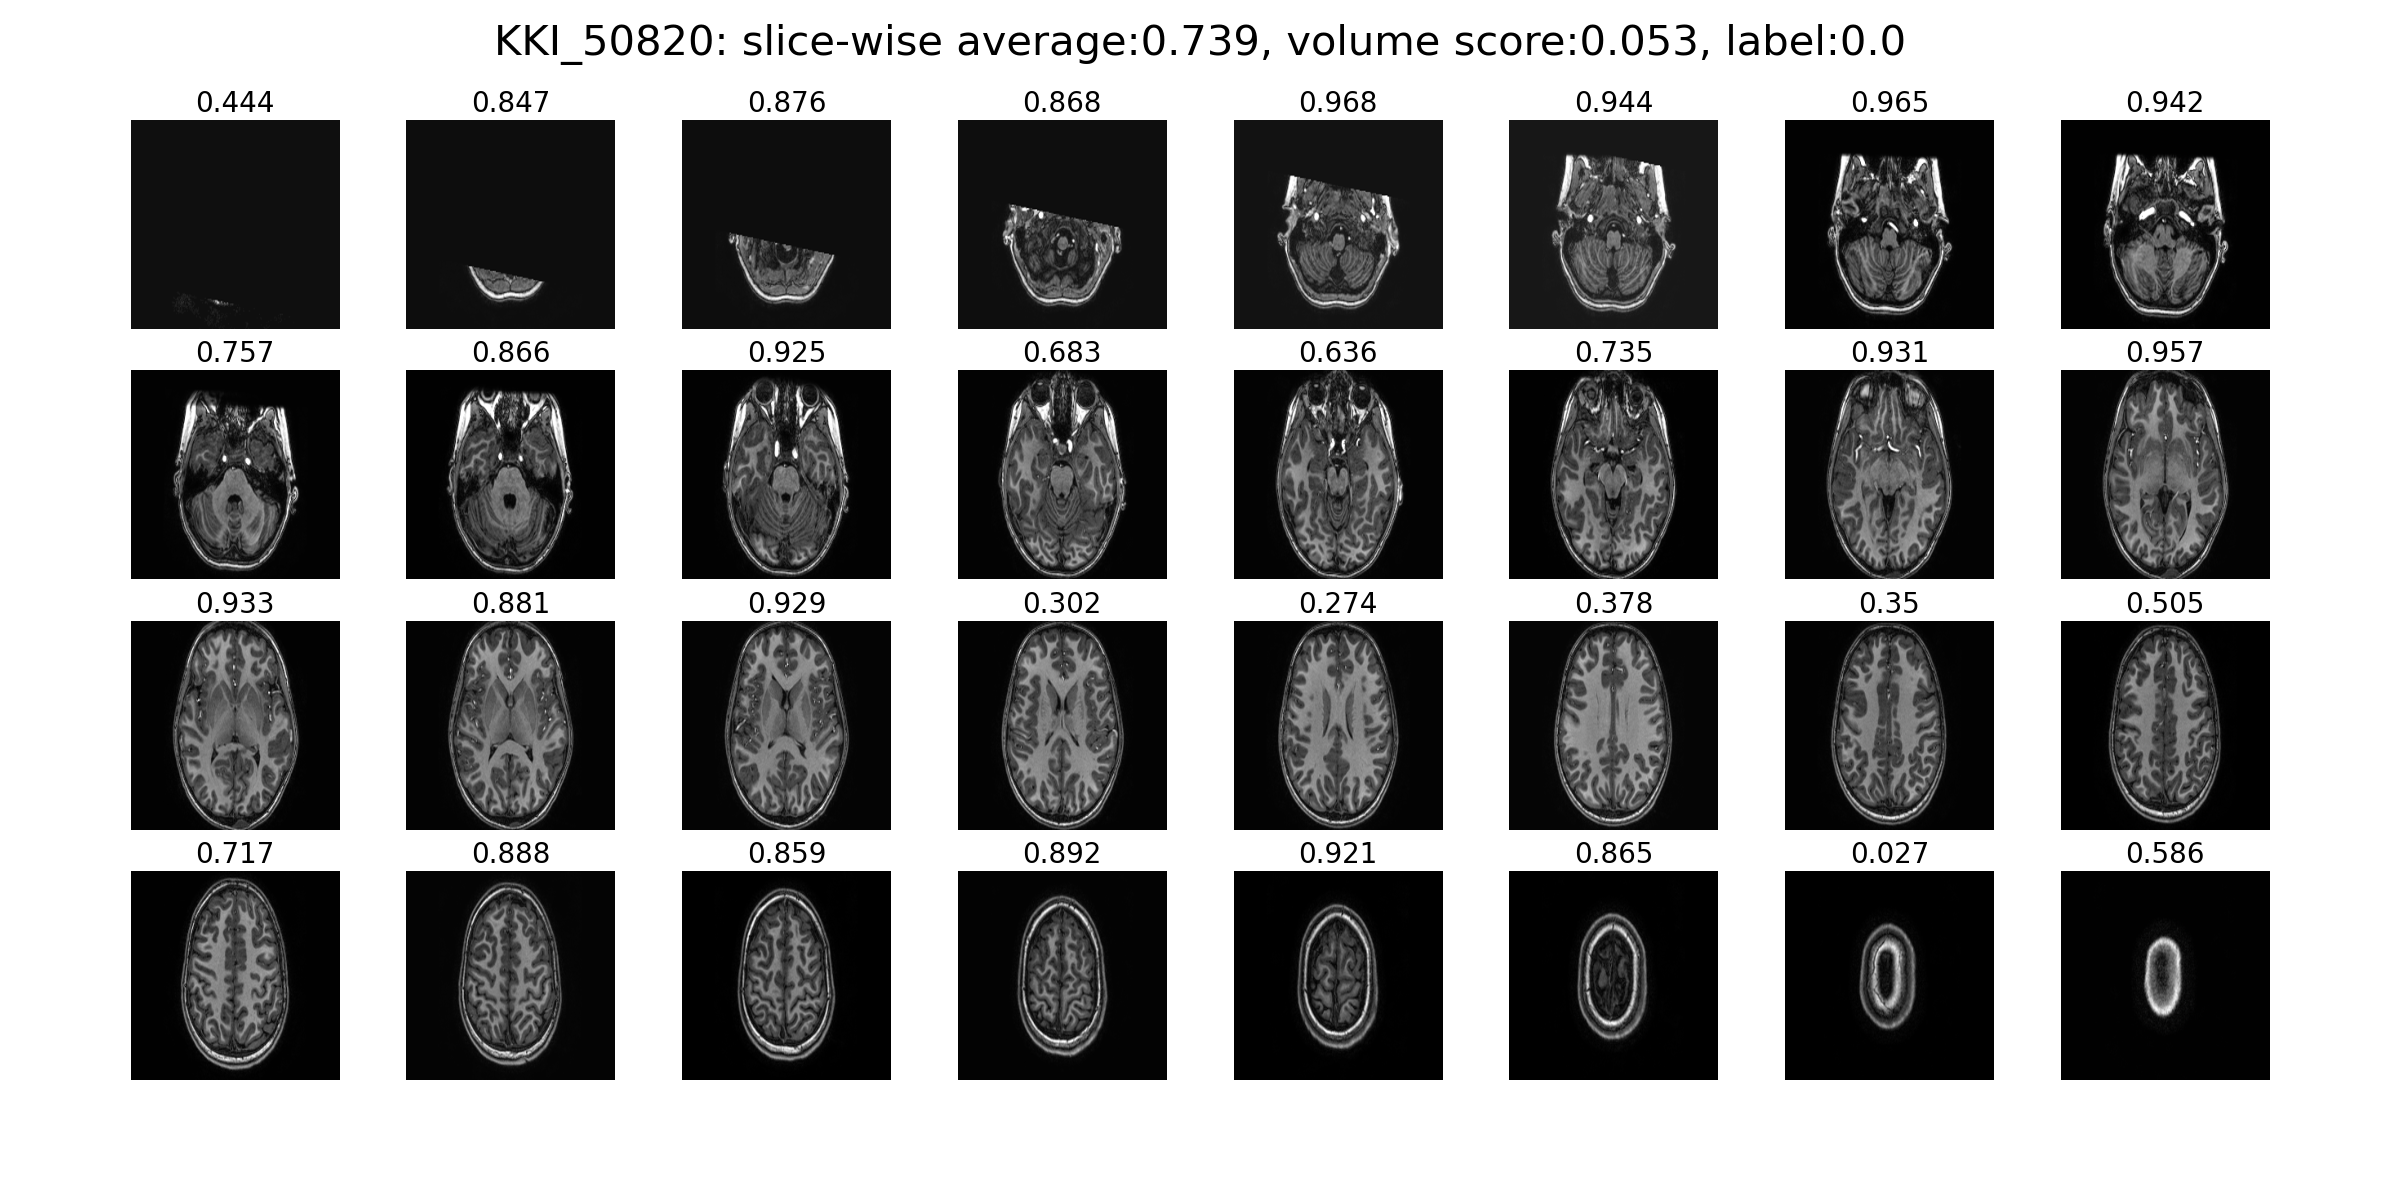 KKI_50820: slice-wise average:0.739, volume score:0.053, label:0.0
0.444 0.847 0.876 0.868 0.968 0.944 0.965 0.942
0.757 0.866 0.925 0.683 0.636 0.735 0.931 0.957
0.933 0.881 0.929 0.302 0.274 0.378 0.35 0.505
0.717 0.888 0.859 0.892 0.921 0.865 0.027 0.586